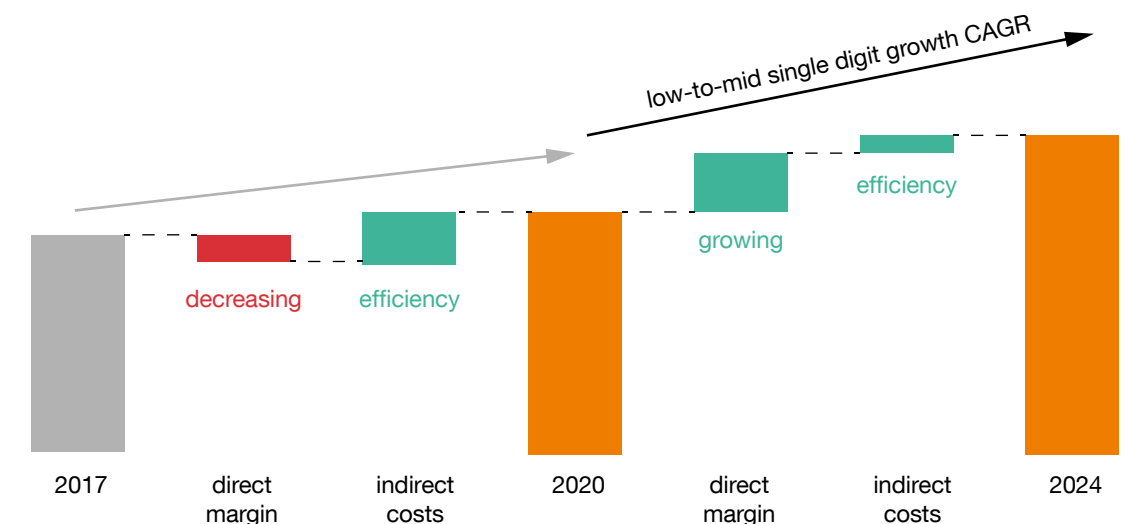 low-to-mid single digit growth CAGR
efficiency
growing
decreasing
efficiency
2017
direct
margin
indirect
costs
2020
direct
margin
indirect
costs
2024